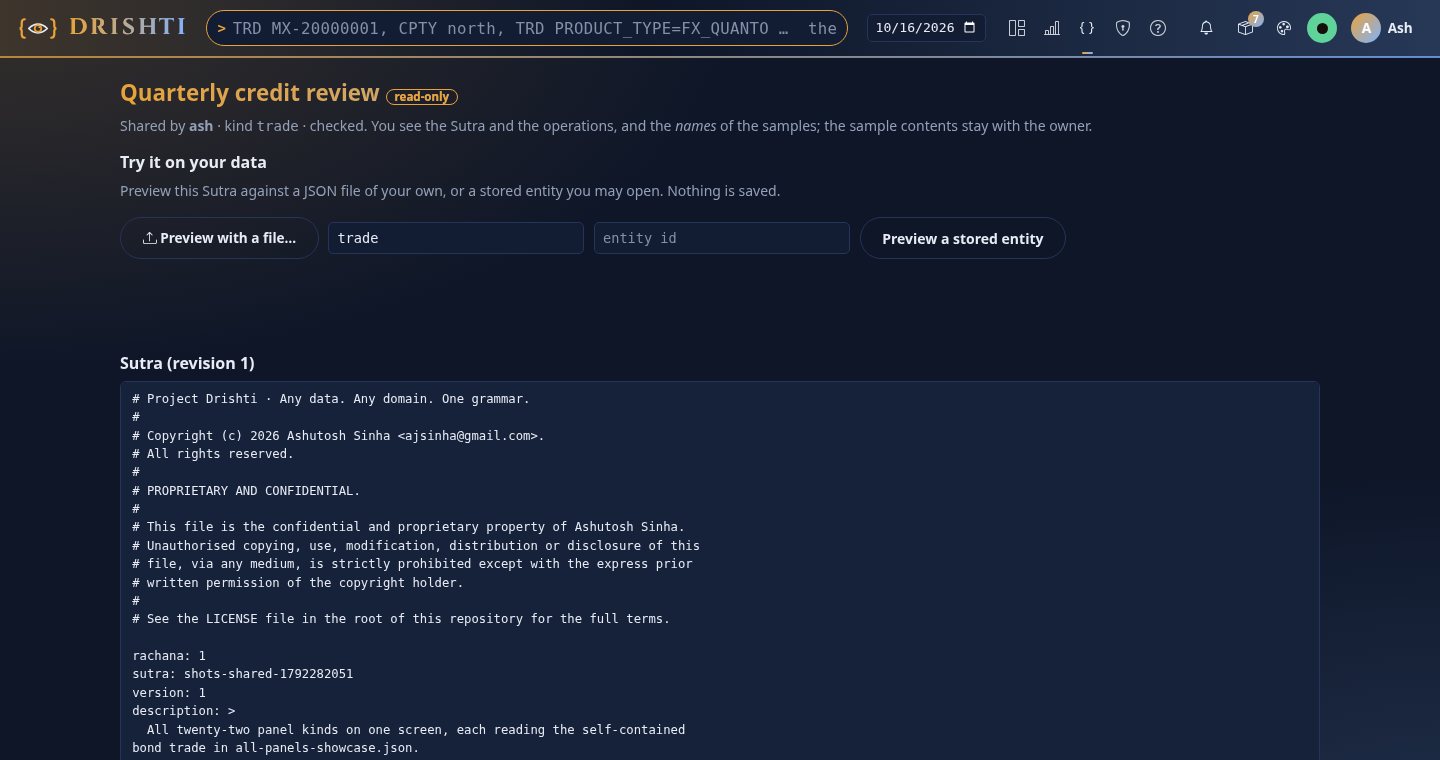 {👁} DRISHTI
> TRD MX-20000001, CPTY north, TRD PRODUCT_TYPE=FX_QUANTO … the
10/16/2026
{ }
?
7
A Ash
Quarterly credit review read-only
Shared by ash · kind trade · checked. You see the Sutra and the operations, and the names of the samples; the sample contents stay with the owner.
Try it on your data
Preview this Sutra against a JSON file of your own, or a stored entity you may open. Nothing is saved.
Preview with a file… trade entity id Preview a stored entity
Sutra (revision 1)
# Project Drishti · Any data. Any domain. One grammar.
#
# Copyright (c) 2026 Ashutosh Sinha <ajsinha@gmail.com>.
# All rights reserved.
#
# PROPRIETARY AND CONFIDENTIAL.
#
# This file is the confidential and proprietary property of Ashutosh Sinha.
# Unauthorised copying, use, modification, distribution or disclosure of this
# file, via any medium, is strictly prohibited except with the express prior
# written permission of the copyright holder.
#
# See the LICENSE file in the root of this repository for the full terms.
rachana: 1
sutra: shots-shared-1792282051
version: 1
description: >
All twenty-two panel kinds on one screen, each reading the self-contained
bond trade in all-panels-showcase.json.